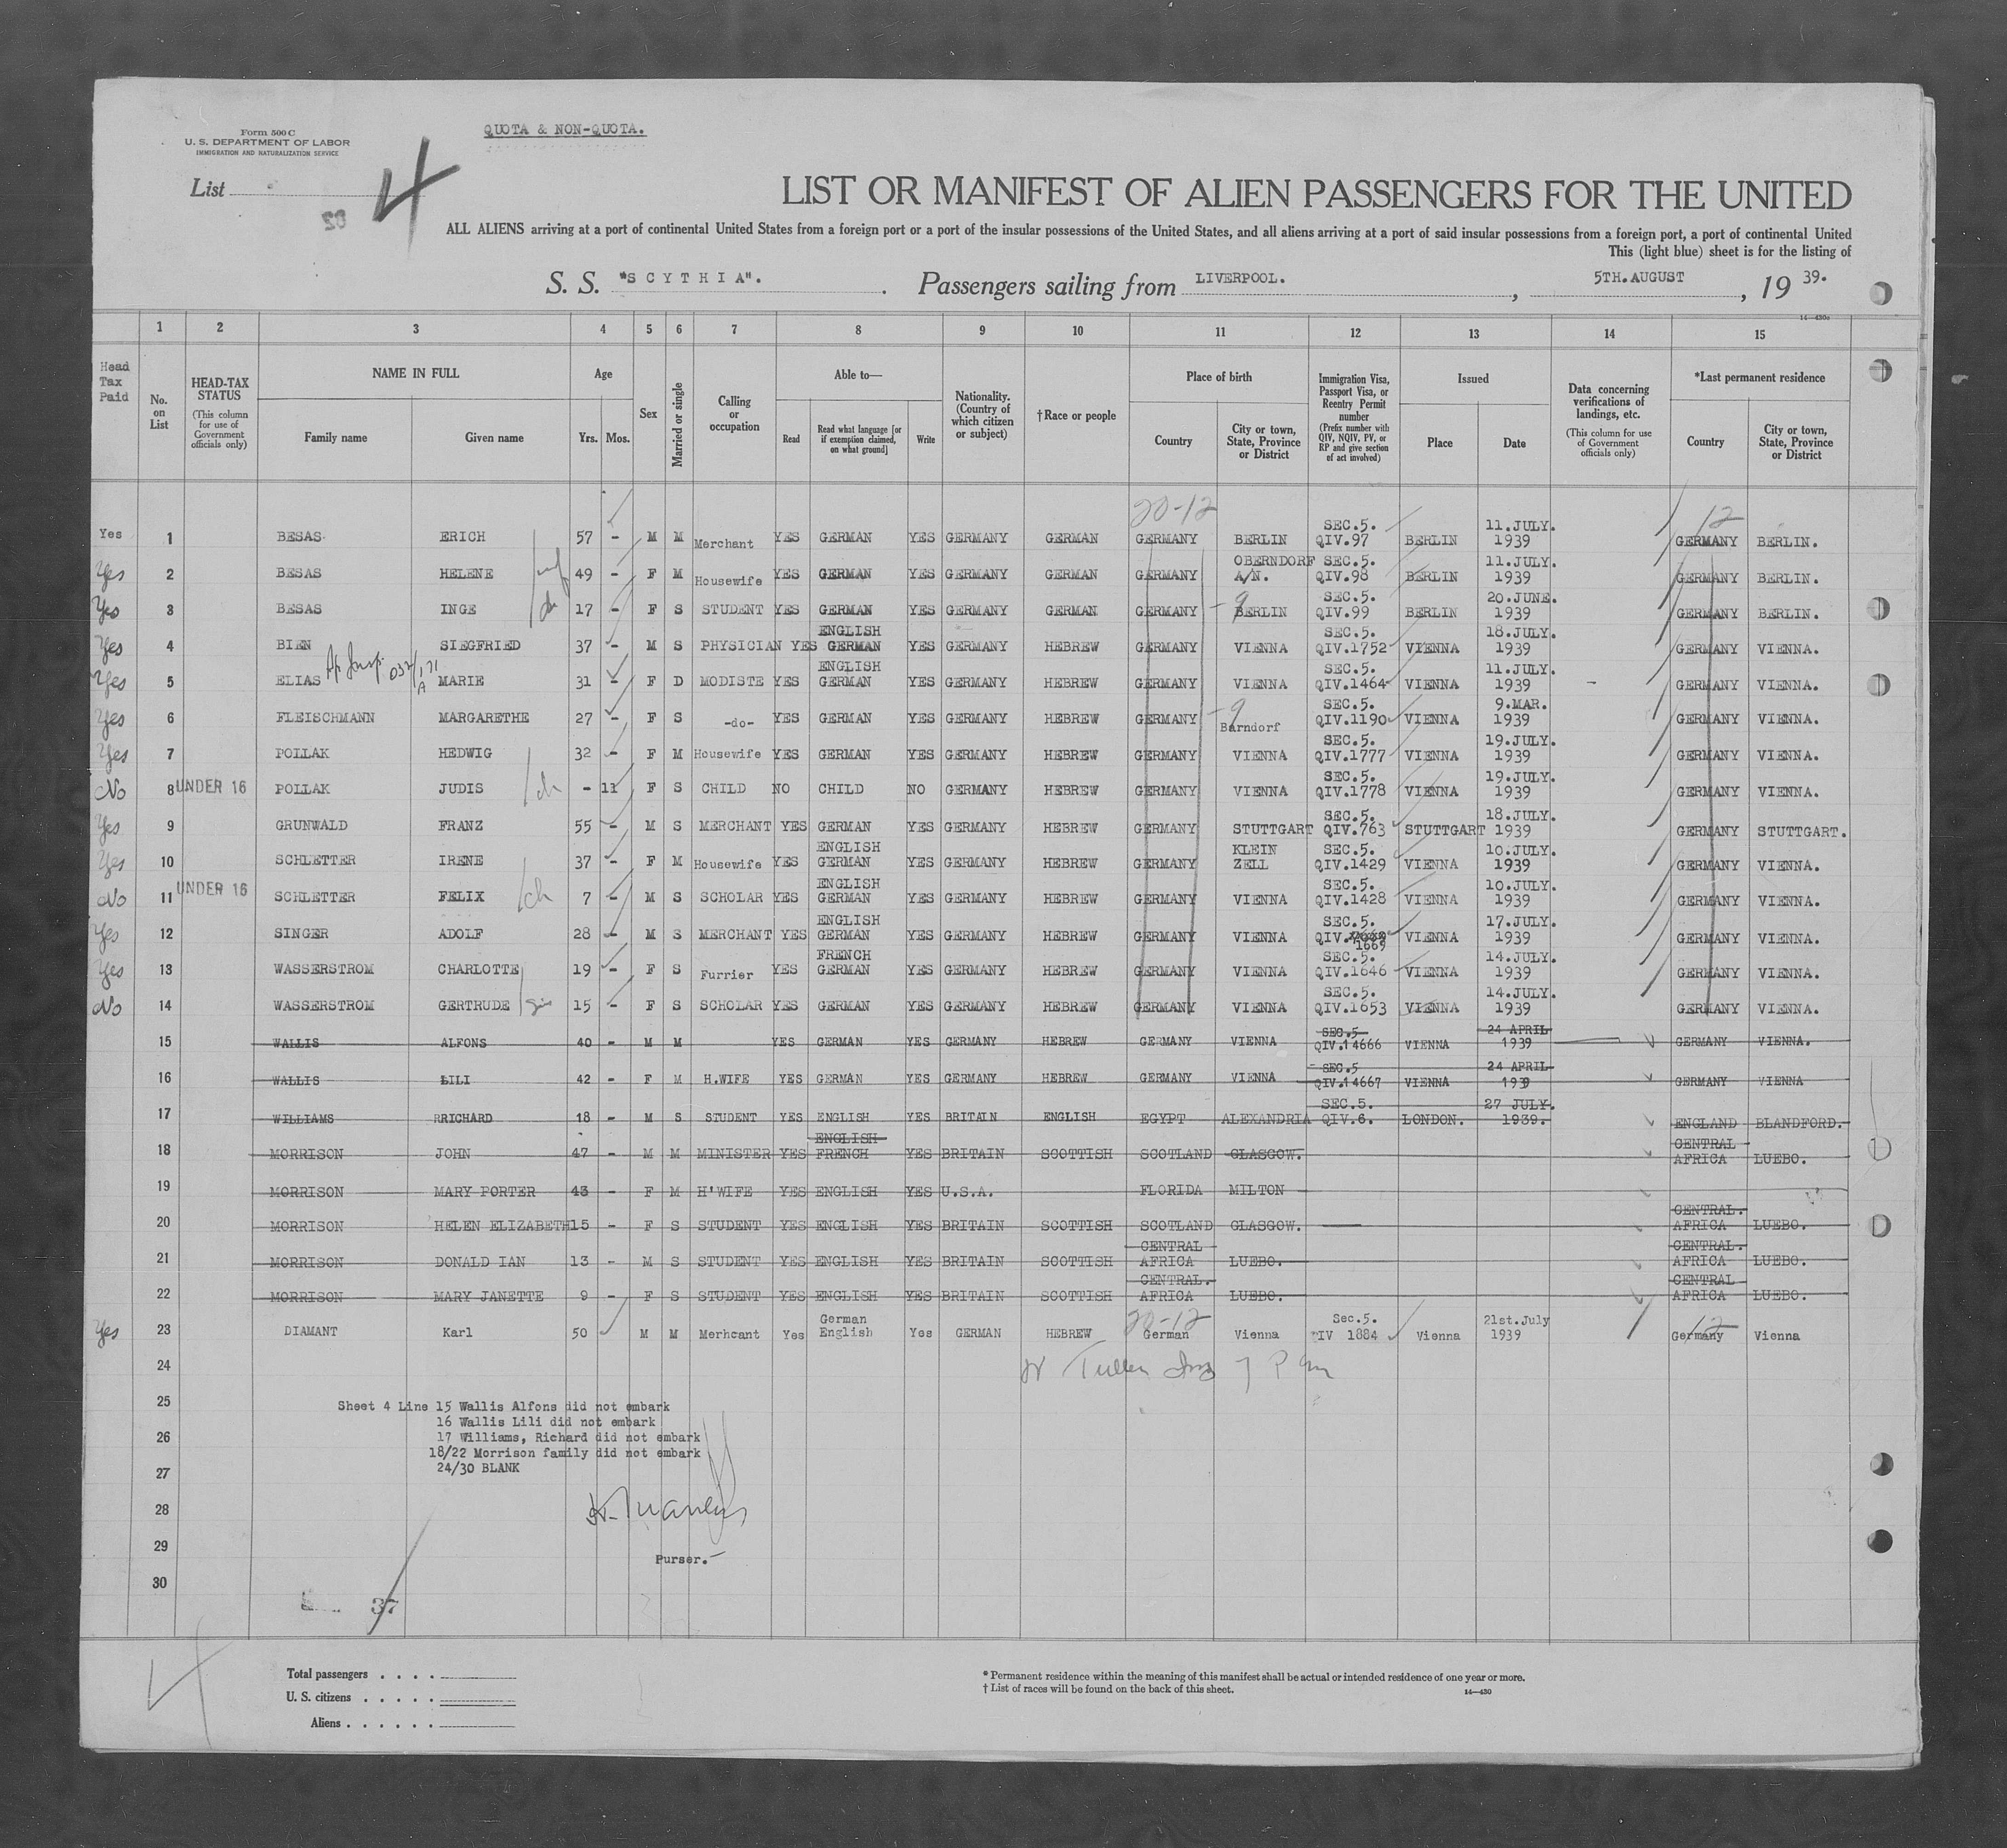 Form 500 C
U. S. DEPARTMENT OF LABOR
IMMIGRATION AND NATURALIZATION SERVICE
QUOTA & NON-QUOTA.
List
4
02
LIST OR MANIFEST OF ALIEN PASSENGERS FOR THE UNITED
ALL ALIENS arriving at a port of continental United States from a foreign port or a port of the insular possessions of the United States, and all aliens arriving at a port of said insular possessions from a foreign port, a port of continental United
This (light blue) sheet is for the listing of
S. S. "SCYTHIA". Passengers sailing from LIVERPOOL. , 5TH.AUGUST , 19 39.
14—430c
1 2 3 4 5 6 7 8 9 10 11 12 13 14 15
Head Tax Paid
No. on List
HEAD-TAX STATUS (This column for use of Government officials only)
NAME IN FULL
Family name Given name
Age
Yrs. Mos.
Sex
Married or single
Calling or occupation
Able to—
Read Read what language [or if exemption claimed, on what ground] Write
Nationality. (Country of which citizen or subject)
†Race or people
Place of birth
Country City or town, State, Province or District
Immigration Visa, Passport Visa, or Reentry Permit number (Prefix number with QIV, NQIV, PV, or RP and give section of act involved)
Issued
Place Date
Data concerning verifications of landings, etc. (This column for use of Government officials only)
*Last permanent residence
Country City or town, State, Province or District
20-12 12
Yes 1 BESAS ERICH 57 - M M Merchant YES GERMAN YES GERMANY GERMAN GERMANY BERLIN SEC.5. QIV.97 BERLIN 11.JULY. 1939 GERMANY BERLIN.
Yes 2 BESAS HELENE wf 49 - F M Housewife YES GERMAN YES GERMANY GERMAN GERMANY OBERNDORF A/N. SEC.5. QIV.98 BERLIN 11.JULY. 1939 GERMANY BERLIN.
Yes 3 BESAS INGE 17 - F S STUDENT YES GERMAN YES GERMANY GERMAN GERMANY - 9 BERLIN SEC.5. QIV.99 BERLIN 20.JUNE. 1939 GERMANY BERLIN.
Yes 4 BIEN SIEGFRIED 37 - M S PHYSICIAN YES ENGLISH GERMAN YES GERMANY HEBREW GERMANY VIENNA SEC.5. QIV.1752 VIENNA 18.JULY. 1939 GERMANY VIENNA.
Yes 5 ELIAS MARIE 31 - F D MODISTE YES ENGLISH GERMAN YES GERMANY HEBREW GERMANY VIENNA SEC.5. QIV.1464 VIENNA 11.JULY. 1939 - GERMANY VIENNA.
Yes 6 FLEISCHMANN MARGARETHE 27 - F S -do- YES GERMAN YES GERMANY HEBREW GERMANY - 9 Barndorf SEC.5. QIV.1190 VIENNA 9.MAR. 1939 GERMANY VIENNA.
Yes 7 POLLAK HEDWIG 32 - F M Housewife YES GERMAN YES GERMANY HEBREW GERMANY VIENNA SEC.5. QIV.1777 VIENNA 19.JULY. 1939 GERMANY VIENNA.
No 8 UNDER 16 POLLAK JUDIS ch - 11 F S CHILD NO CHILD NO GERMANY HEBREW GERMANY VIENNA SEC.5. QIV.1778 VIENNA 19.JULY. 1939 GERMANY VIENNA.
Yes 9 GRUNWALD FRANZ 55 - M S MERCHANT YES GERMAN YES GERMANY HEBREW GERMANY STUTTGART SEC.5. QIV.763 STUTTGART 18.JULY. 1939 GERMANY STUTTGART.
Yes 10 SCHLETTER IRENE 37 - F M Housewife YES ENGLISH GERMAN YES GERMANY HEBREW GERMANY KLEIN ZELL SEC.5. QIV.1429 VIENNA 10.JULY. 1939 GERMANY VIENNA.
No 11 UNDER 16 SCHLETTER FELIX ch 7 - M S SCHOLAR YES ENGLISH GERMAN YES GERMANY HEBREW GERMANY VIENNA SEC.5. QIV.1428 VIENNA 10.JULY. 1939 GERMANY VIENNA.
Yes 12 SINGER ADOLF 28 - M S MERCHANT YES ENGLISH GERMAN YES GERMANY HEBREW GERMANY VIENNA SEC.5. QIV. 1669 VIENNA 17.JULY. 1939 GERMANY VIENNA.
Yes 13 WASSERSTROM CHARLOTTE 19 - F S Furrier YES FRENCH GERMAN YES GERMANY HEBREW GERMANY VIENNA SEC.5. QIV.1646 VIENNA 14.JULY. 1939 GERMANY VIENNA.
No 14 WASSERSTROM GERTRUDE 15 - F S SCHOLAR YES GERMAN YES GERMANY HEBREW GERMANY VIENNA SEC.5. QIV.1653 VIENNA 14.JULY. 1939 GERMANY VIENNA.
15 WALLIS ALFONS 40 - M M YES GERMAN YES GERMANY HEBREW GERMANY VIENNA SEC.5 QIV.14666 VIENNA 24 APRIL 1939 GERMANY VIENNA.
16 WALLIS LILI 42 - F M H.WIFE YES GERMAN YES GERMANY HEBREW GERMANY VIENNA SEC.5 QIV.14667 VIENNA 24 APRIL 1939 GERMANY VIENNA
17 WILLIAMS RRICHARD 18 - M S STUDENT YES ENGLISH YES BRITAIN ENGLISH EGYPT ALEXANDRIA SEC.5. QIV.6. LONDON. 27 JULY. 1939. ENGLAND BLANDFORD.
18 MORRISON JOHN 47 - M M MINISTER YES ENGLISH FRENCH YES BRITAIN SCOTTISH SCOTLAND GLASGOW. CENTRAL AFRICA LUEBO.
19 MORRISON MARY PORTER 43 - F M H'WIFE YES ENGLISH YES U.S.A. FLORIDA MILTON
20 MORRISON HELEN ELIZABETH 15 - F S STUDENT YES ENGLISH YES BRITAIN SCOTTISH SCOTLAND GLASGOW. CENTRAL. AFRICA LUEBO.
21 MORRISON DONALD IAN 13 - M S STUDENT YES ENGLISH YES BRITAIN SCOTTISH CENTRAL AFRICA LUEBO. CENTRAL. AFRICA LUEBO.
22 MORRISON MARY JANETTE 9 - F S STUDENT YES ENGLISH YES BRITAIN SCOTTISH CENTRAL. AFRICA LUEBO. CENTRAL AFRICA LUEBO.
Yes 23 DIAMANT Karl 50 M M Merhcant Yes German English Yes GERMAN HEBREW 20-12 German Vienna Sec.5. IV 1884 Vienna 21st.July 1939 12 Germany Vienna
24
25 Sheet 4 Line 15 Wallis Alfons did not embark
16 Wallis Lili did not embark
26 17 Williams, Richard did not embark
18/22 Morrison family did not embark
27 24/30 BLANK
28
29 Purser.
30
37
4
Total passengers . . . .
U. S. citizens . . . . .
Aliens . . . . . .
* Permanent residence within the meaning of this manifest shall be actual or intended residence of one year or more.
† List of races will be found on the back of this sheet.
14—430